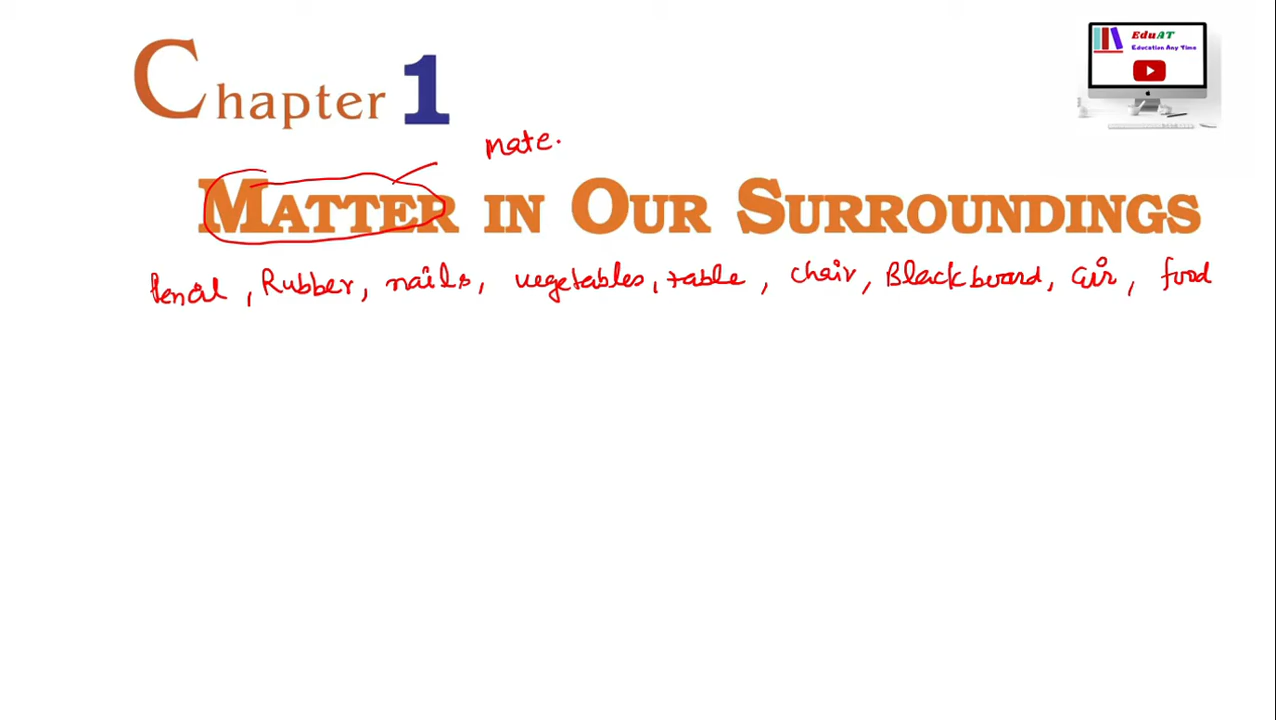 Chapter 1
EduAT
Education Any Time
mate.
MATTER IN OUR SURROUNDINGS
Pencil, Rubber, nails, vegetables, table, chair, Blackboard, air, food